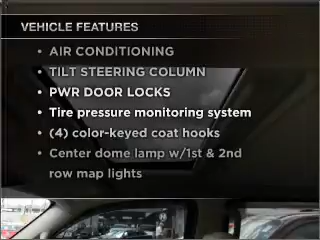 VEHICLE FEATURES
• AIR CONDITIONING
• TILT STEERING COLUMN
• PWR DOOR LOCKS
• Tire pressure monitoring system
• (4) color-keyed coat hooks
• Center dome lamp w/1st & 2nd
row map lights